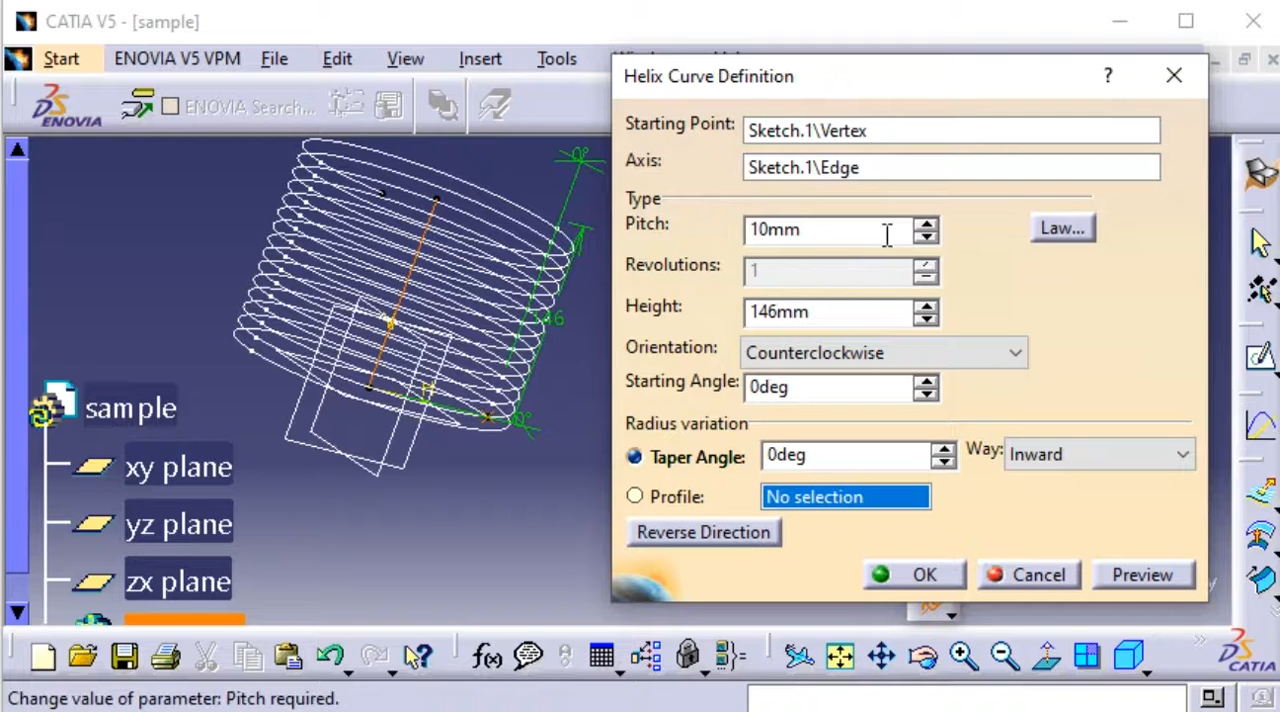 CATIA V5 - [sample]
Start ENOVIA V5 VPM File Edit View Insert Tools
ENOVIA
ENOVIA Search...
Helix Curve Definition
?
Starting Point: Sketch.1\Vertex
Axis: Sketch.1\Edge
Type
Pitch: 10mm
Law...
Revolutions: 1
Height: 146mm
Orientation: Counterclockwise
Starting Angle: 0deg
Radius variation
Taper Angle: 0deg
Way: Inward
Profile: No selection
Reverse Direction
OK Cancel Preview
0°
146
0°
H
sample
xy plane
yz plane
zx plane
y
f(x)
CATIA
Change value of parameter: Pitch required.